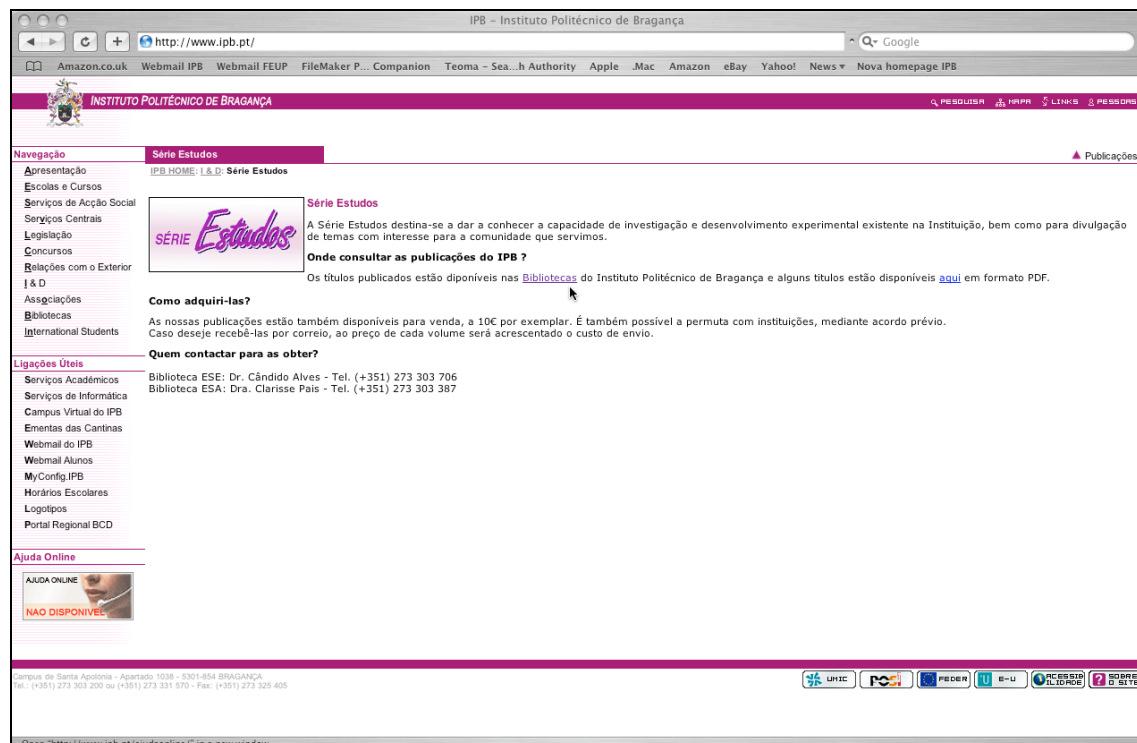 IPB – Instituto Politécnico de Bragança
http://www.ipb.pt/
Google
Amazon.co.uk Webmail IPB Webmail FEUP FileMaker P... Companion Teoma – Sea...h Authority Apple .Mac Amazon eBay Yahoo! News Nova homepage IPB
INSTITUTO POLITÉCNICO DE BRAGANÇA
PESQUISA MAPA LINKS PESSOAS
Navegação
Apresentação
Escolas e Cursos
Serviços de Acção Social
Serviços Centrais
Legislação
Concursos
Relações com o Exterior
I & D
Associações
Bibliotecas
International Students
Ligações Úteis
Serviços Académicos
Serviços de Informática
Campus Virtual do IPB
Ementas das Cantinas
Webmail do IPB
Webmail Alunos
MyConfig.IPB
Horários Escolares
Logotipos
Portal Regional BCD
Ajuda Online
AJUDA ONLINE
NAO DISPONIVEL
Série Estudos
Publicações
IPB HOME: I & D: Série Estudos
SÉRIE Estudos
Série Estudos
A Série Estudos destina-se a dar a conhecer a capacidade de investigação e desenvolvimento experimental existente na Instituição, bem como para divulgação
de temas com interesse para a comunidade que servimos.
Onde consultar as publicações do IPB ?
Os títulos publicados estão diponíveis nas Bibliotecas do Instituto Politécnico de Bragança e alguns titulos estão disponíveis aqui em formato PDF.
Como adquiri-las?
As nossas publicações estão também disponíveis para venda, a 10€ por exemplar. É também possível a permuta com instituições, mediante acordo prévio.
Caso deseje recebê-las por correio, ao preço de cada volume será acrescentado o custo de envio.
Quem contactar para as obter?
Biblioteca ESE: Dr. Cândido Alves - Tel. (+351) 273 303 706
Biblioteca ESA: Dra. Clarisse Pais - Tel. (+351) 273 303 387
Campus de Santa Apolónia - Apartado 1038 - 5301-854 BRAGANÇA
Tel.: (+351) 273 303 200 ou (+351) 273 331 570 - Fax: (+351) 273 325 405
UMIC POSI FEDER U E-U ACESSIBILIDADE ? SOBRE O SITE